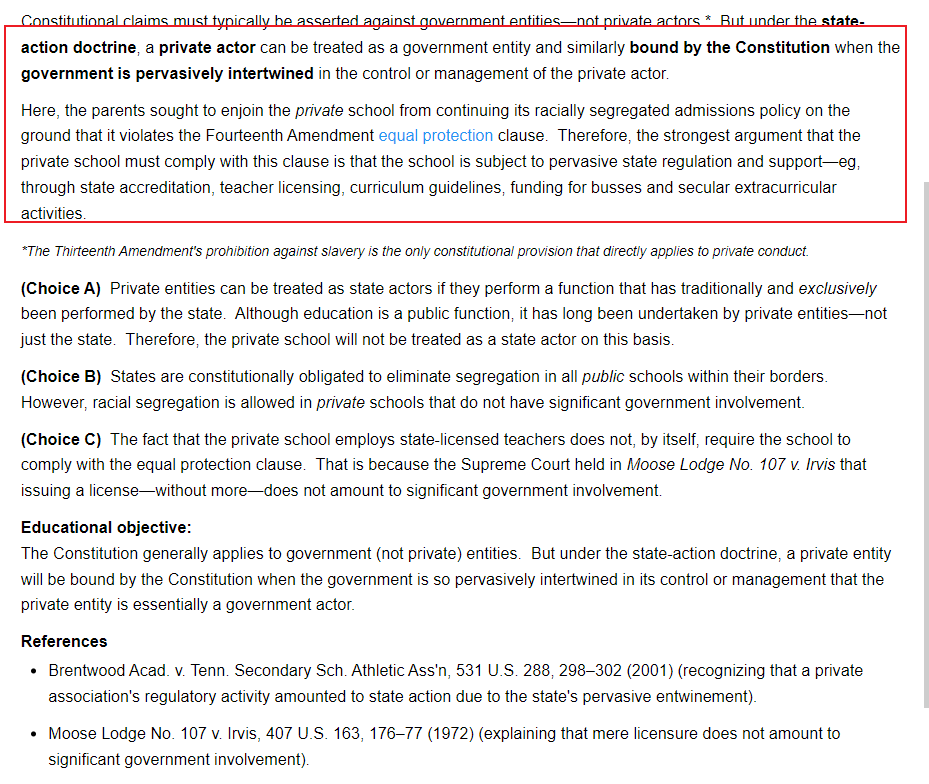 Constitutional claims must typically be asserted against government entities—not private actors.*  But under the state-
action doctrine, a private actor can be treated as a government entity and similarly bound by the Constitution when the
government is pervasively intertwined in the control or management of the private actor.
Here, the parents sought to enjoin the private school from continuing its racially segregated admissions policy on the
ground that it violates the Fourteenth Amendment equal protection clause.  Therefore, the strongest argument that the
private school must comply with this clause is that the school is subject to pervasive state regulation and support—eg,
through state accreditation, teacher licensing, curriculum guidelines, funding for busses and secular extracurricular
activities.
*The Thirteenth Amendment's prohibition against slavery is the only constitutional provision that directly applies to private conduct.
(Choice A)  Private entities can be treated as state actors if they perform a function that has traditionally and exclusively
been performed by the state.  Although education is a public function, it has long been undertaken by private entities—not
just the state.  Therefore, the private school will not be treated as a state actor on this basis.
(Choice B)  States are constitutionally obligated to eliminate segregation in all public schools within their borders.
However, racial segregation is allowed in private schools that do not have significant government involvement.
(Choice C)  The fact that the private school employs state-licensed teachers does not, by itself, require the school to
comply with the equal protection clause.  That is because the Supreme Court held in Moose Lodge No. 107 v. Irvis that
issuing a license—without more—does not amount to significant government involvement.
Educational objective:
The Constitution generally applies to government (not private) entities.  But under the state-action doctrine, a private entity
will be bound by the Constitution when the government is so pervasively intertwined in its control or management that the
private entity is essentially a government actor.
References
• Brentwood Acad. v. Tenn. Secondary Sch. Athletic Ass'n, 531 U.S. 288, 298–302 (2001) (recognizing that a private
association's regulatory activity amounted to state action due to the state's pervasive entwinement).
• Moose Lodge No. 107 v. Irvis, 407 U.S. 163, 176–77 (1972) (explaining that mere licensure does not amount to
significant government involvement).